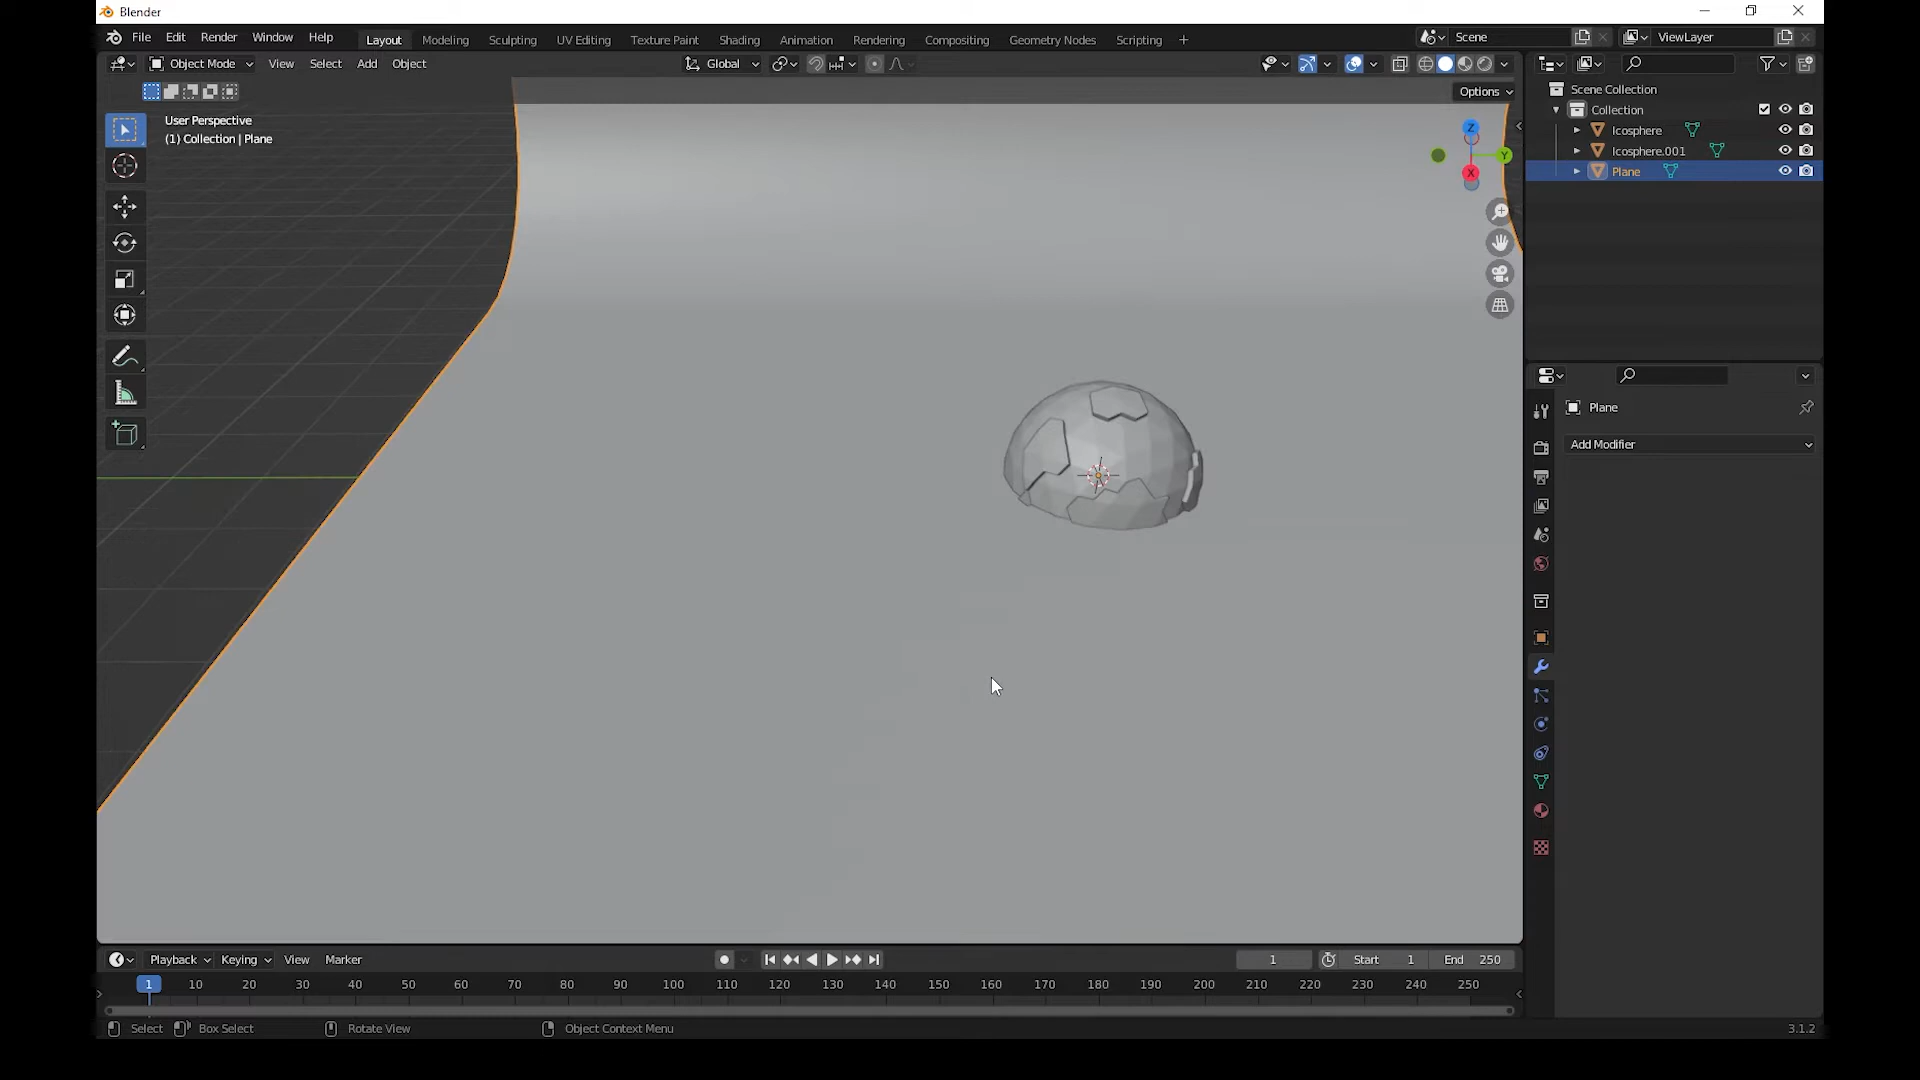 Blender
File Edit Render Window Help Layout Modeling Sculpting UV Editing Texture Paint Shading Animation Rendering Compositing Geometry Nodes Scripting + Scene ViewLayer
Object Mode View Select Add Object Global
Options
User Perspective
(1) Collection | Plane
Z
Y
X
Scene Collection
Collection
Icosphere
Icosphere.001
Plane
Plane
Add Modifier
Playback Keying View Marker 1 Start 1 End 250
1 10 20 30 40 50 60 70 80 90 100 110 120 130 140 150 160 170 180 190 200 210 220 230 240 250
Select Box Select Rotate View Object Context Menu 3.1.2